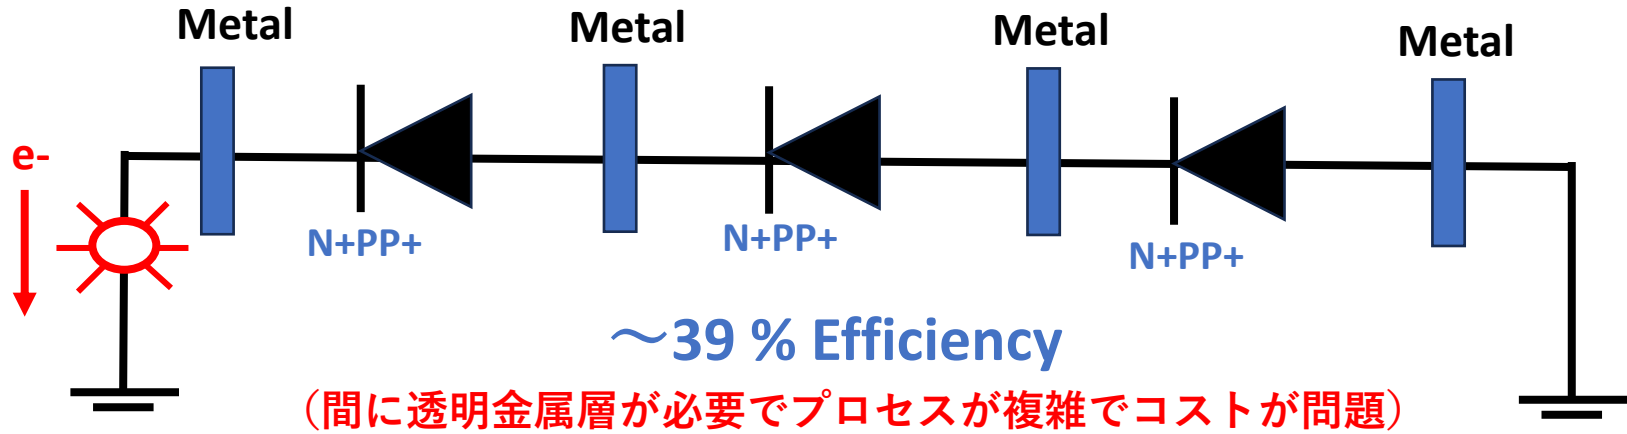 Metal
Metal
Metal
Metal
e-
N+PP+
N+PP+
N+PP+
～39 % Efficiency
（間に透明金属層が必要でプロセスが複雑でコストが問題）